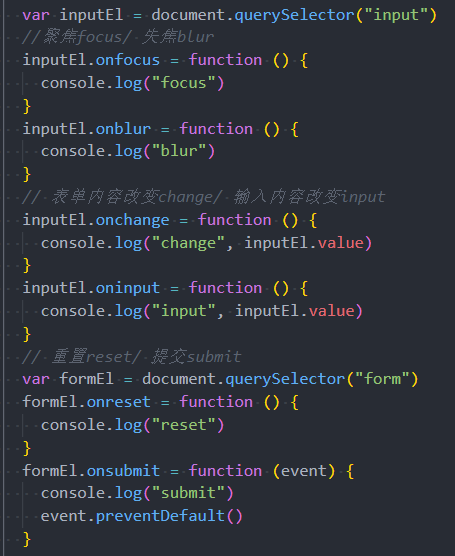 var inputEl = document.querySelector("input")
//聚焦focus/ 失焦blur
inputEl.onfocus = function () {
  console.log("focus")
}
inputEl.onblur = function () {
  console.log("blur")
}
// 表单内容改变change/ 输入内容改变input
inputEl.onchange = function () {
  console.log("change", inputEl.value)
}
inputEl.oninput = function () {
  console.log("input", inputEl.value)
}
// 重置reset/ 提交submit
var formEl = document.querySelector("form")
formEl.onreset = function () {
  console.log("reset")
}
formEl.onsubmit = function (event) {
  console.log("submit")
  event.preventDefault()
}